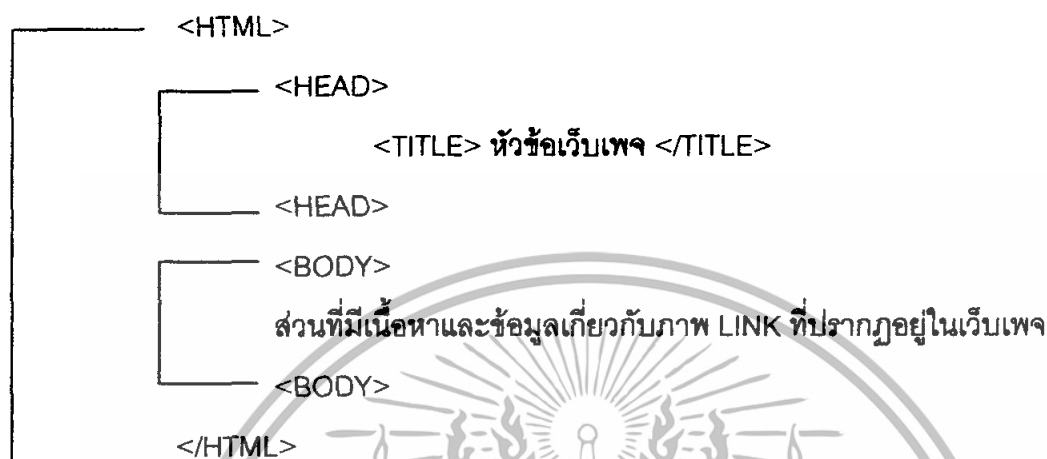 <HTML>
<HEAD>
<TITLE> หัวข้อเว็บเพจ </TITLE>
<HEAD>
<BODY>
ส่วนที่มีเนื้อหาและข้อมูลเกี่ยวกับภาพ LINK ที่ปรากฏอยู่ในเว็บเพจ
<BODY>
</HTML>